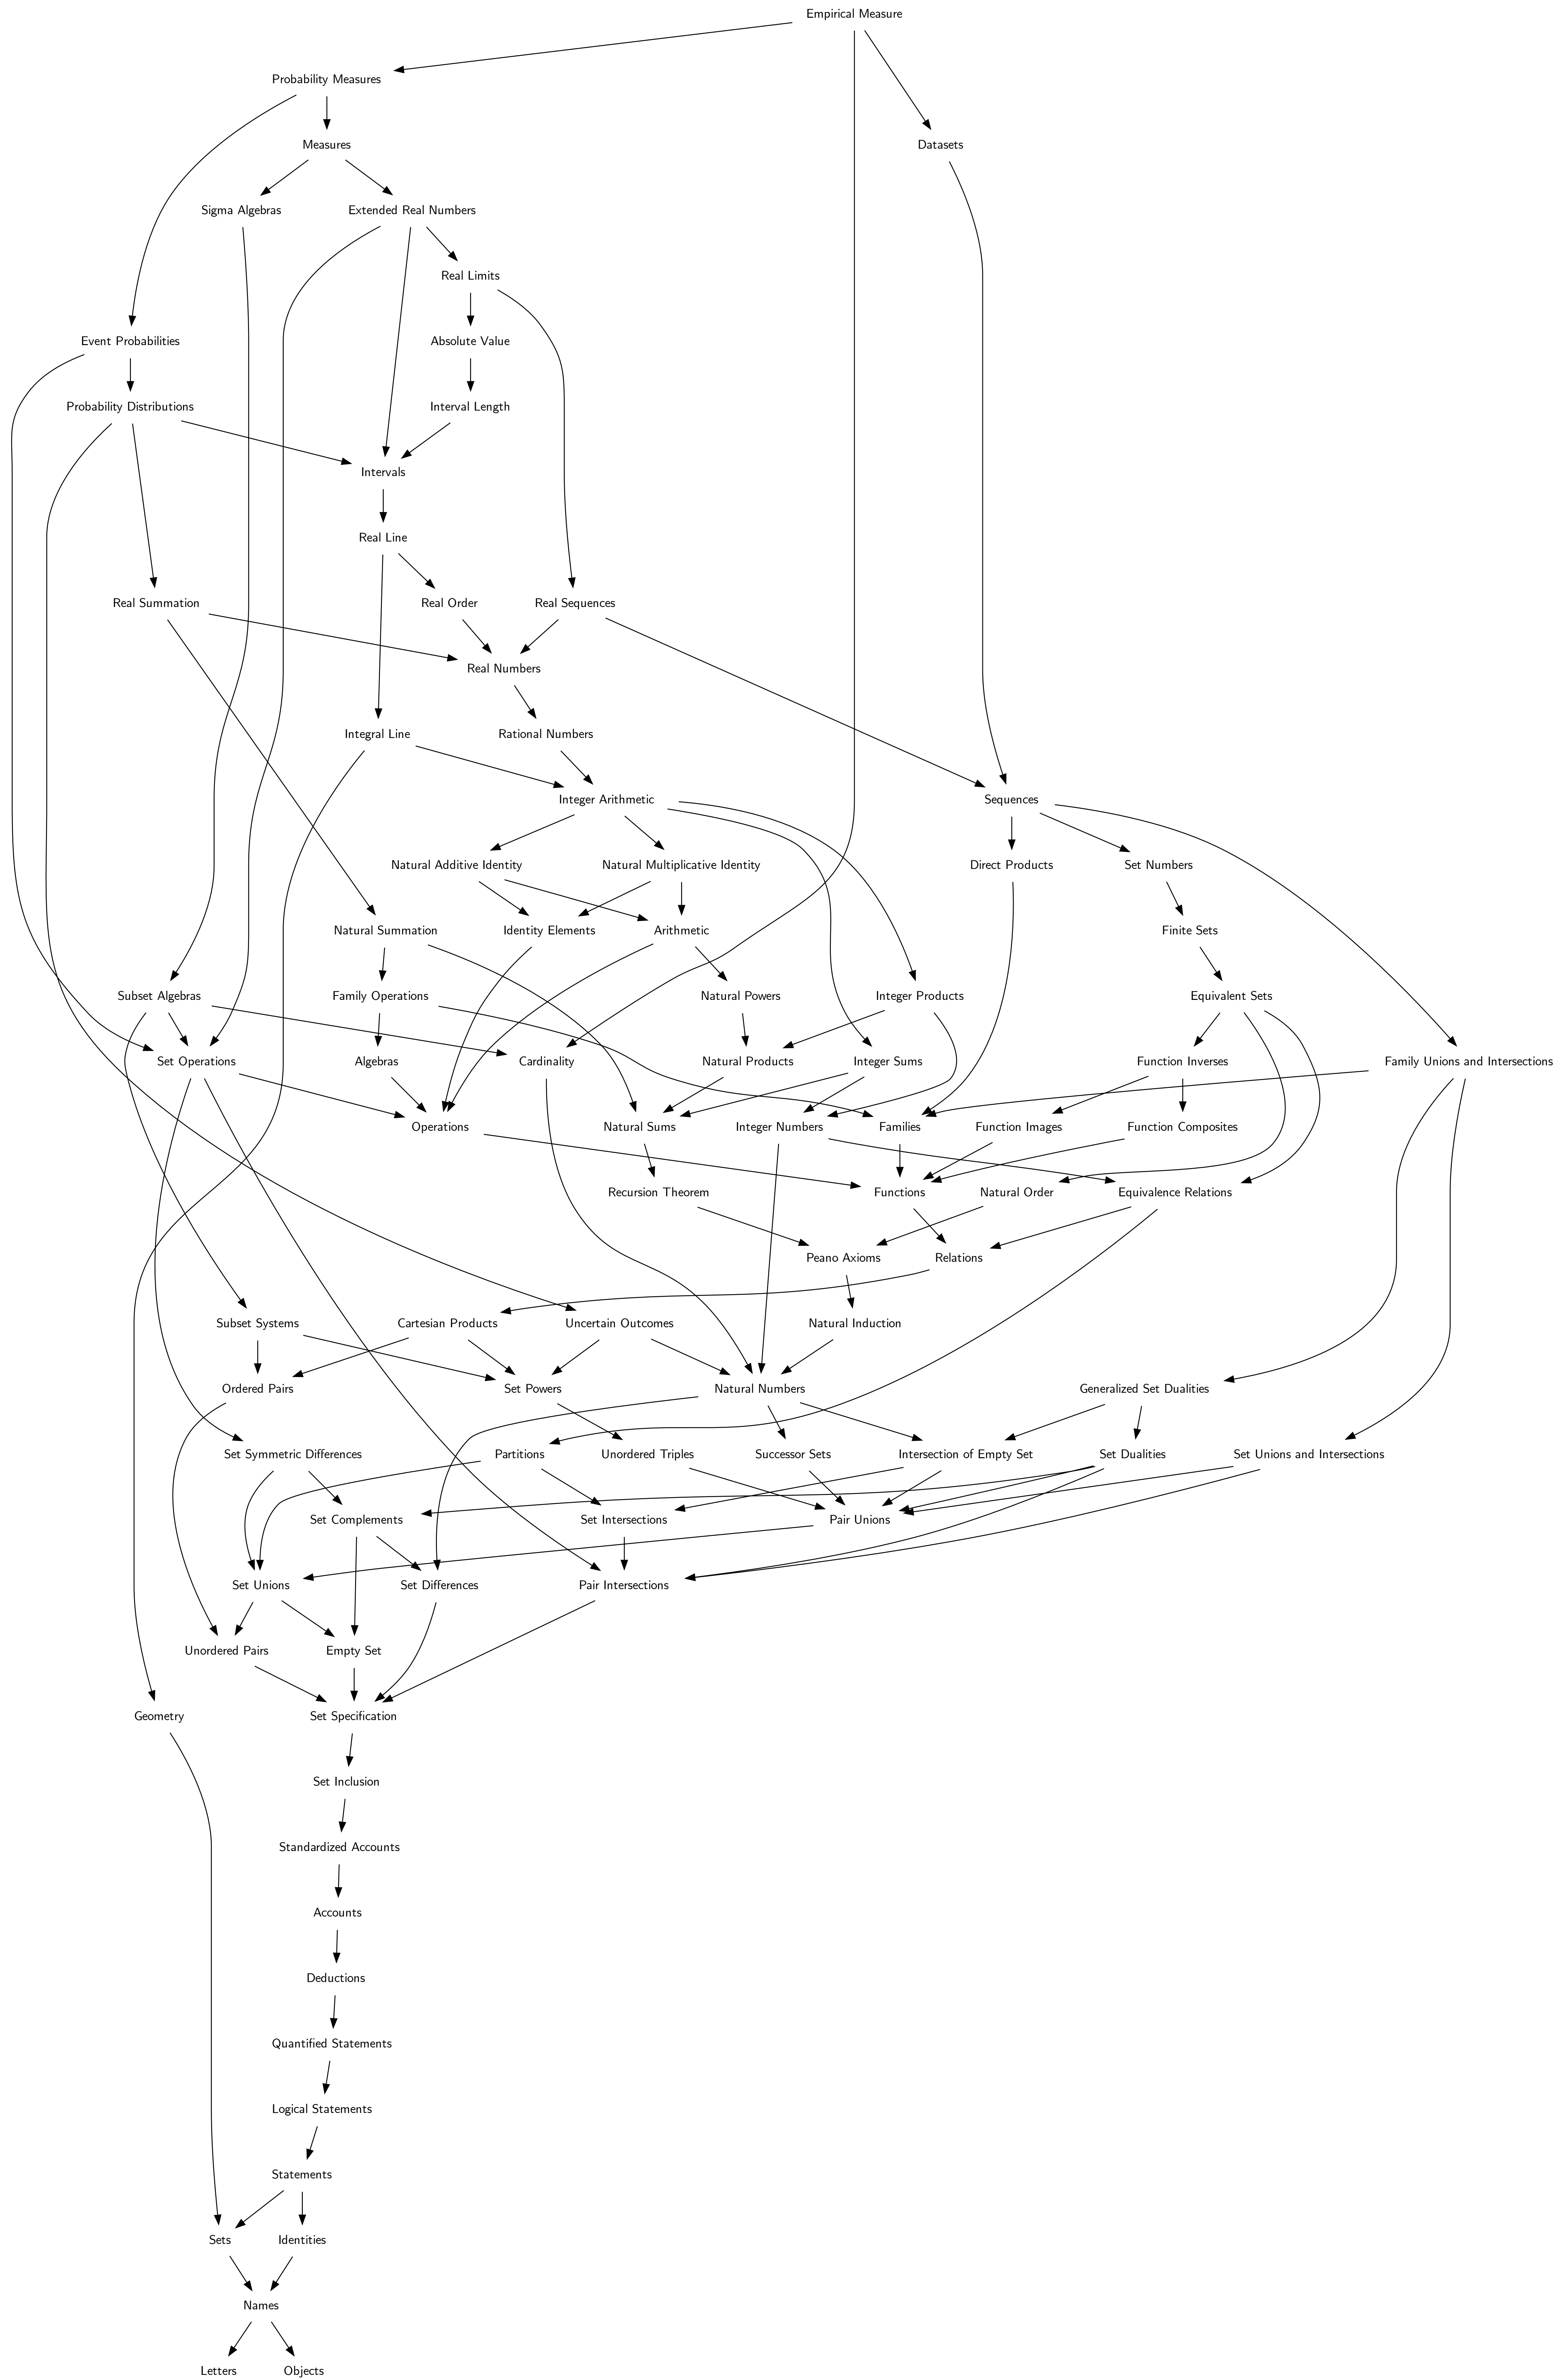 Empirical Measure
Probability Measures
Measures
Datasets
Sigma Algebras
Extended Real Numbers
Real Limits
Event Probabilities
Absolute Value
Probability Distributions
Interval Length
Intervals
Real Line
Real Summation
Real Order
Real Sequences
Real Numbers
Integral Line
Rational Numbers
Integer Arithmetic
Sequences
Natural Additive Identity
Natural Multiplicative Identity
Direct Products
Set Numbers
Natural Summation
Identity Elements
Arithmetic
Finite Sets
Subset Algebras
Family Operations
Natural Powers
Integer Products
Equivalent Sets
Set Operations
Algebras
Cardinality
Natural Products
Integer Sums
Function Inverses
Family Unions and Intersections
Operations
Natural Sums
Integer Numbers
Families
Function Images
Function Composites
Recursion Theorem
Functions
Natural Order
Equivalence Relations
Peano Axioms
Relations
Subset Systems
Cartesian Products
Uncertain Outcomes
Natural Induction
Ordered Pairs
Set Powers
Natural Numbers
Generalized Set Dualities
Set Symmetric Differences
Partitions
Unordered Triples
Successor Sets
Intersection of Empty Set
Set Dualities
Set Unions and Intersections
Set Complements
Set Intersections
Pair Unions
Set Unions
Set Differences
Pair Intersections
Unordered Pairs
Empty Set
Geometry
Set Specification
Set Inclusion
Standardized Accounts
Accounts
Deductions
Quantified Statements
Logical Statements
Statements
Sets
Identities
Names
Letters
Objects